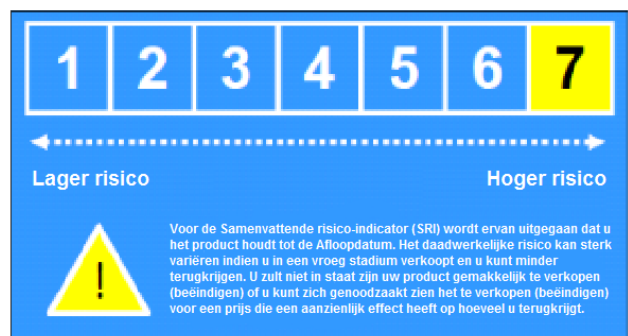 1 2 3 4 5 6 7
Lager risico Hoger risico
Voor de Samenvattende risico-indicator (SRI) wordt ervan uitgegaan dat u
het product houdt tot de Afloopdatum. Het daadwerkelijke risico kan sterk
variëren indien u in een vroeg stadium verkoopt en u kunt minder
terugkrijgen. U zult niet in staat zijn uw product gemakkelijk te verkopen
(beëindigen) of u kunt zich genoodzaakt zien het te verkopen (beëindigen)
voor een prijs die een aanzienlijk effect heeft op hoeveel u terugkrijgt.
!